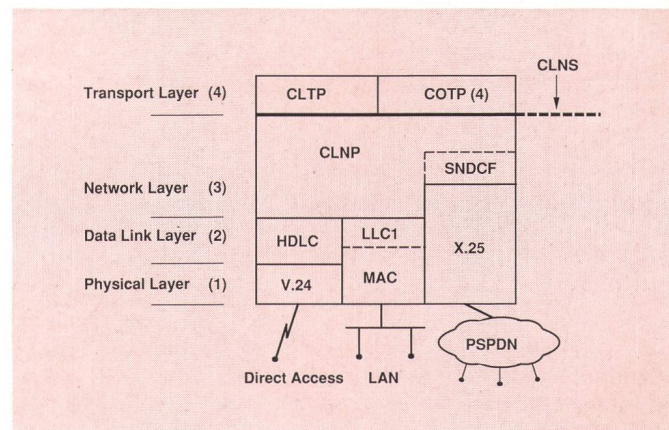 CLNS
Transport Layer (4)
CLTP
COTP (4)
CLNP
SNDCF
Network Layer (3)
Data Link Layer (2)
HDLC
LLC1
X.25
Physical Layer (1)
V.24
MAC
PSPDN
Direct Access
LAN